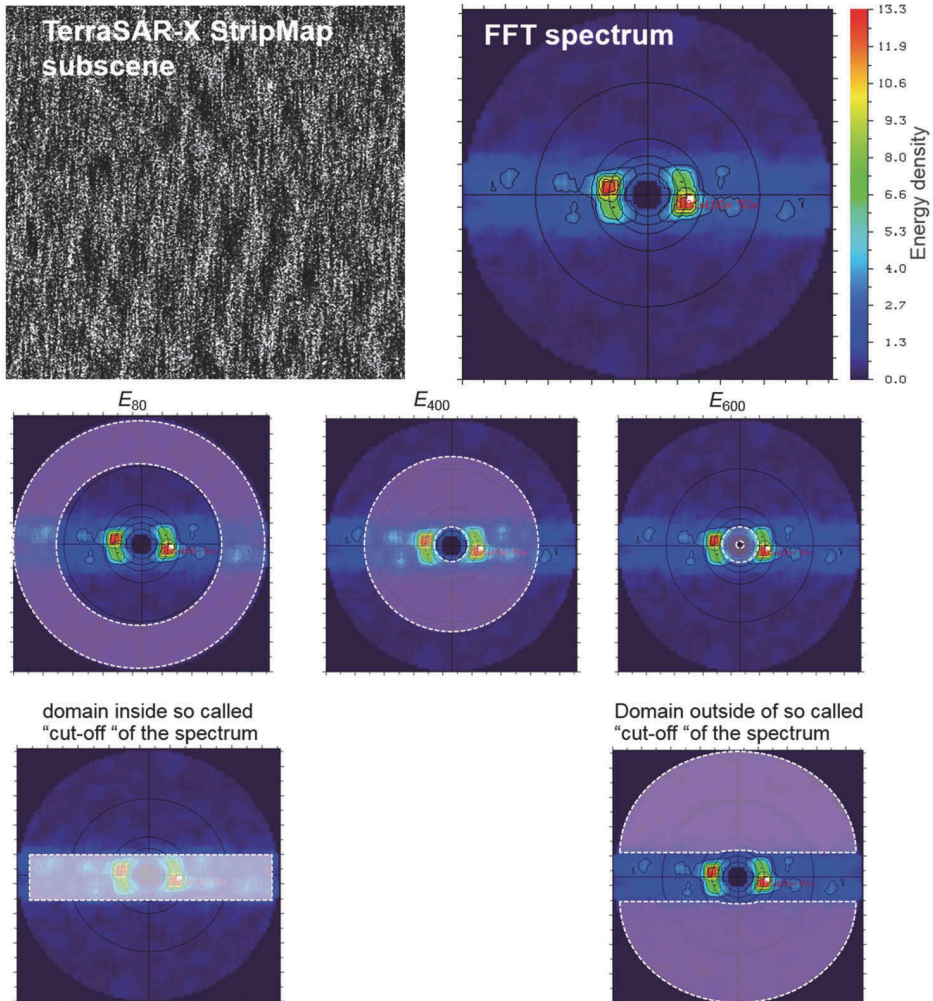 TerraSAR-X StripMap
subscene
FFT spectrum
15.3
13.9
10.6
9.3
8.0
6.6
5.3
4.0
2.7
1.3
0.0
Energy density
E80
E400
E600
domain inside so called
“cut-off “of the spectrum
Domain outside of so called
“cut-off “of the spectrum